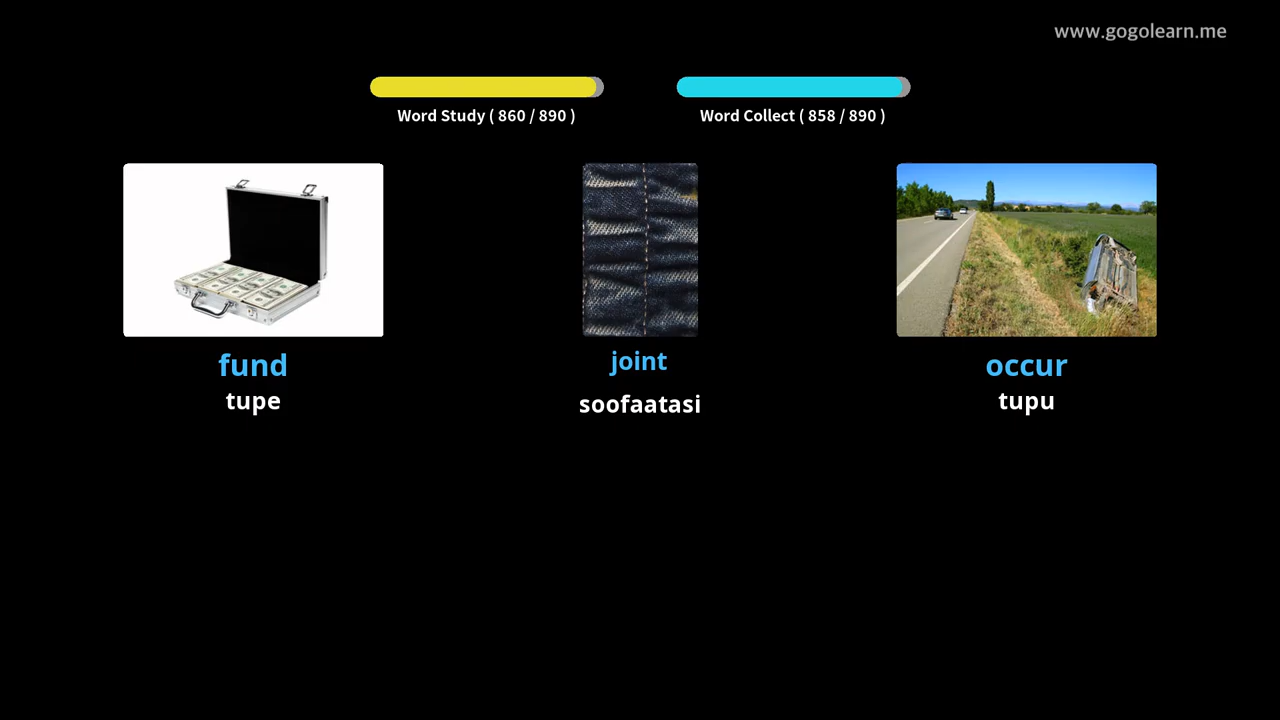 www.gogolearn.me
Word Study ( 860 / 890 )
Word Collect ( 858 / 890 )
fund
tupe
joint
soofaatasi
occur
tupu